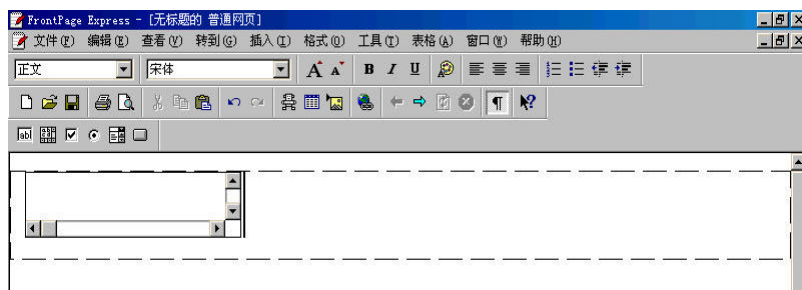 FrontPage Express - [无标题的 普通网页]
文件(F) 编辑(E) 查看(V) 转到(G) 插入(I) 格式(O) 工具(T) 表格(A) 窗口(W) 帮助(H)
正文 宋体 A A B I U
abl